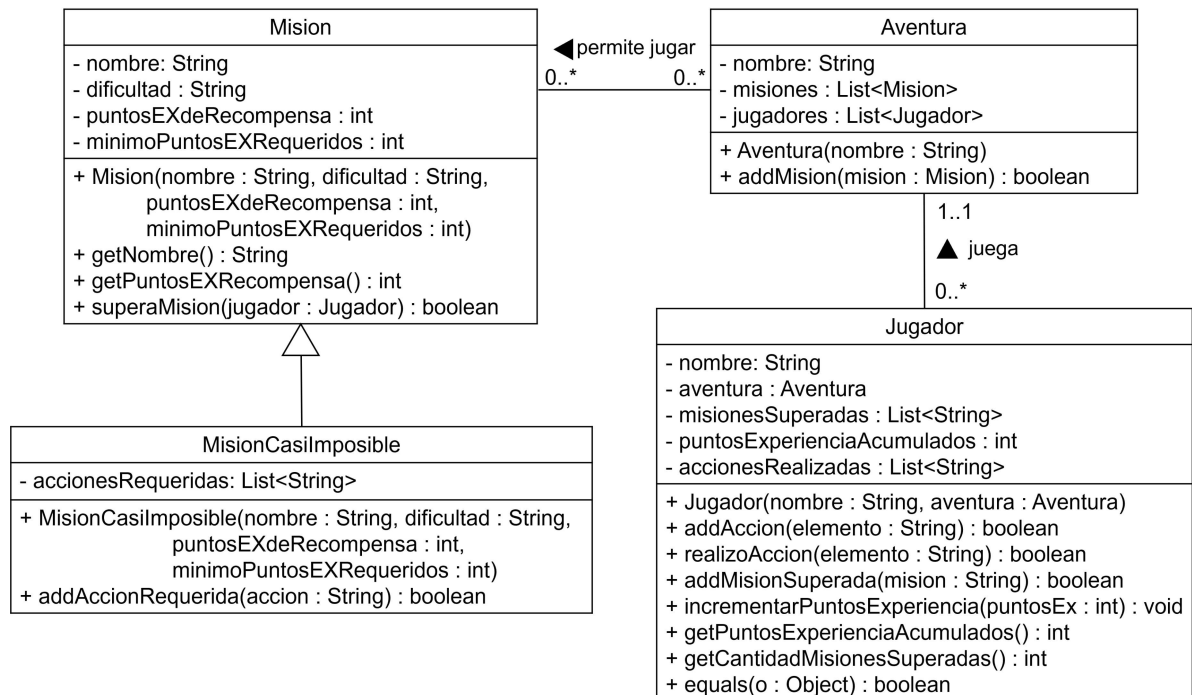 Mision
- nombre: String
- dificultad : String
- puntosEXdeRecompensa : int
- minimoPuntosEXRequeridos : int
+ Mision(nombre : String, dificultad : String,
puntosEXdeRecompensa : int,
minimoPuntosEXRequeridos : int)
+ getNombre() : String
+ getPuntosEXRecompensa() : int
+ superaMision(jugador : Jugador) : boolean
◀ permite jugar
0..*
0..*
Aventura
- nombre: String
- misiones : List<Mision>
- jugadores : List<Jugador>
+ Aventura(nombre : String)
+ addMision(mision : Mision) : boolean
1..1
▲ juega
0..*
MisionCasiImposible
- accionesRequeridas: List<String>
+ MisionCasiImposible(nombre : String, dificultad : String,
puntosEXdeRecompensa : int,
minimoPuntosEXRequeridos : int)
+ addAccionRequerida(accion : String) : boolean
Jugador
- nombre: String
- aventura : Aventura
- misionesSuperadas : List<String>
- puntosExperienciaAcumulados : int
- accionesRealizadas : List<String>
+ Jugador(nombre : String, aventura : Aventura)
+ addAccion(elemento : String) : boolean
+ realizoAccion(elemento : String) : boolean
+ addMisionSuperada(mision : String) : boolean
+ incrementarPuntosExperiencia(puntosEx : int) : void
+ getPuntosExperienciaAcumulados() : int
+ getCantidadMisionesSuperadas() : int
+ equals(o : Object) : boolean